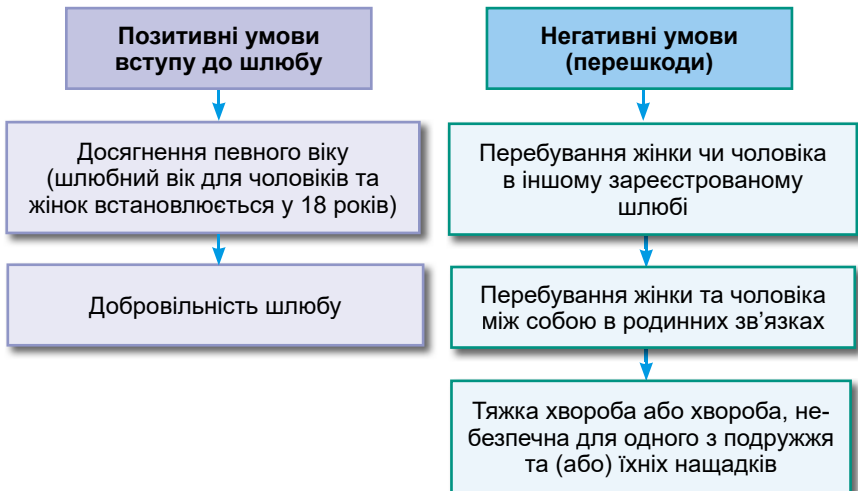 Позитивні умови
вступу до шлюбу
Досягнення певного віку
(шлюбний вік для чоловіків та
жінок встановлюється у 18 років)
Добровільність шлюбу
Негативні умови
(перешкоди)
Перебування жінки чи чоловіка
в іншому зареєстрованому
шлюбі
Перебування жінки та чоловіка
між собою в родинних зв'язках
Тяжка хвороба або хвороба, не-
безпечна для одного з подружжя
та (або) їхніх нащадків